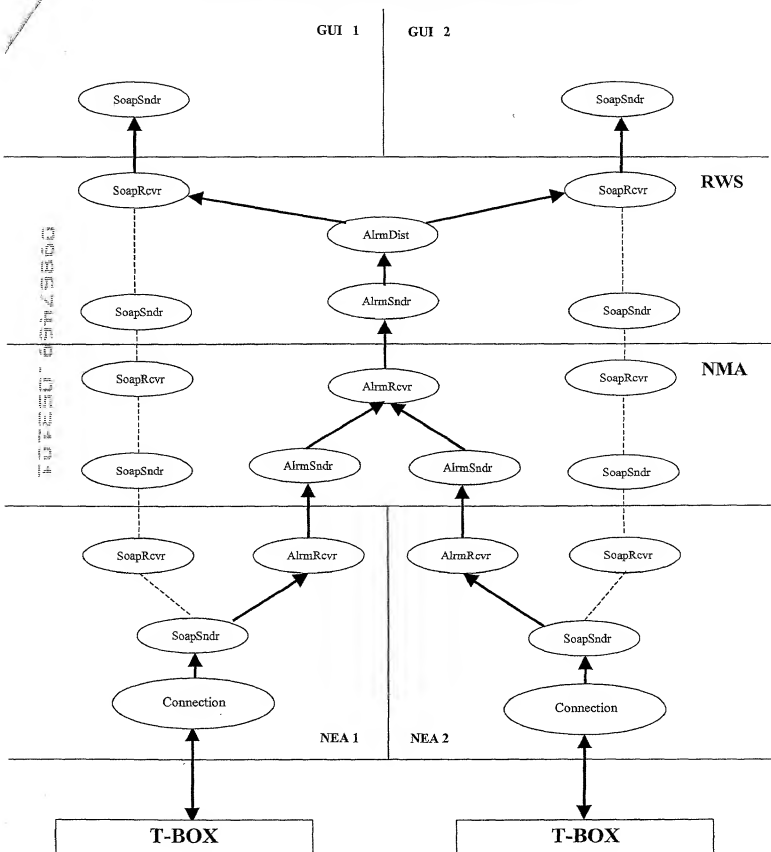 GUI 1
GUI 2
SoapSndr
SoapSndr
SoapRcvr
SoapRcvr
RWS
AlrmDist
AlrmSndr
SoapSndr
SoapSndr
SoapRcvr
AlrmRcvr
SoapRcvr
NMA
SoapSndr
AlrmSndr
AlrmSndr
SoapSndr
SoapRcvr
AlrmRcvr
AlrmRcvr
SoapRcvr
SoapSndr
SoapSndr
Connection
Connection
NEA 1
NEA 2
T-BOX
T-BOX